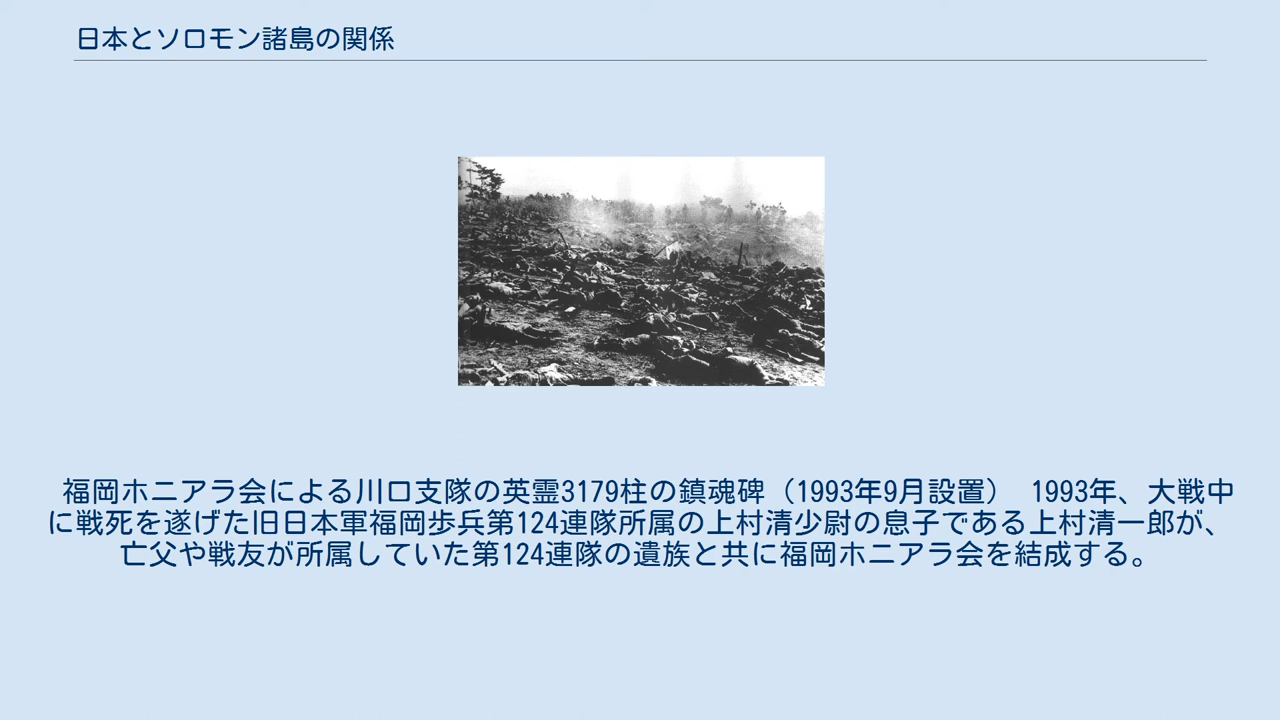 日本とソロモン諸島の関係
福岡ホニアラ会による川口支隊の英霊3179柱の鎮魂碑（1993年9月設置）　1993年、大戦中
に戦死を遂げた旧日本軍福岡歩兵第124連隊所属の上村清少尉の息子である上村清一郎が、
亡父や戦友が所属していた第124連隊の遺族と共に福岡ホニアラ会を結成する。